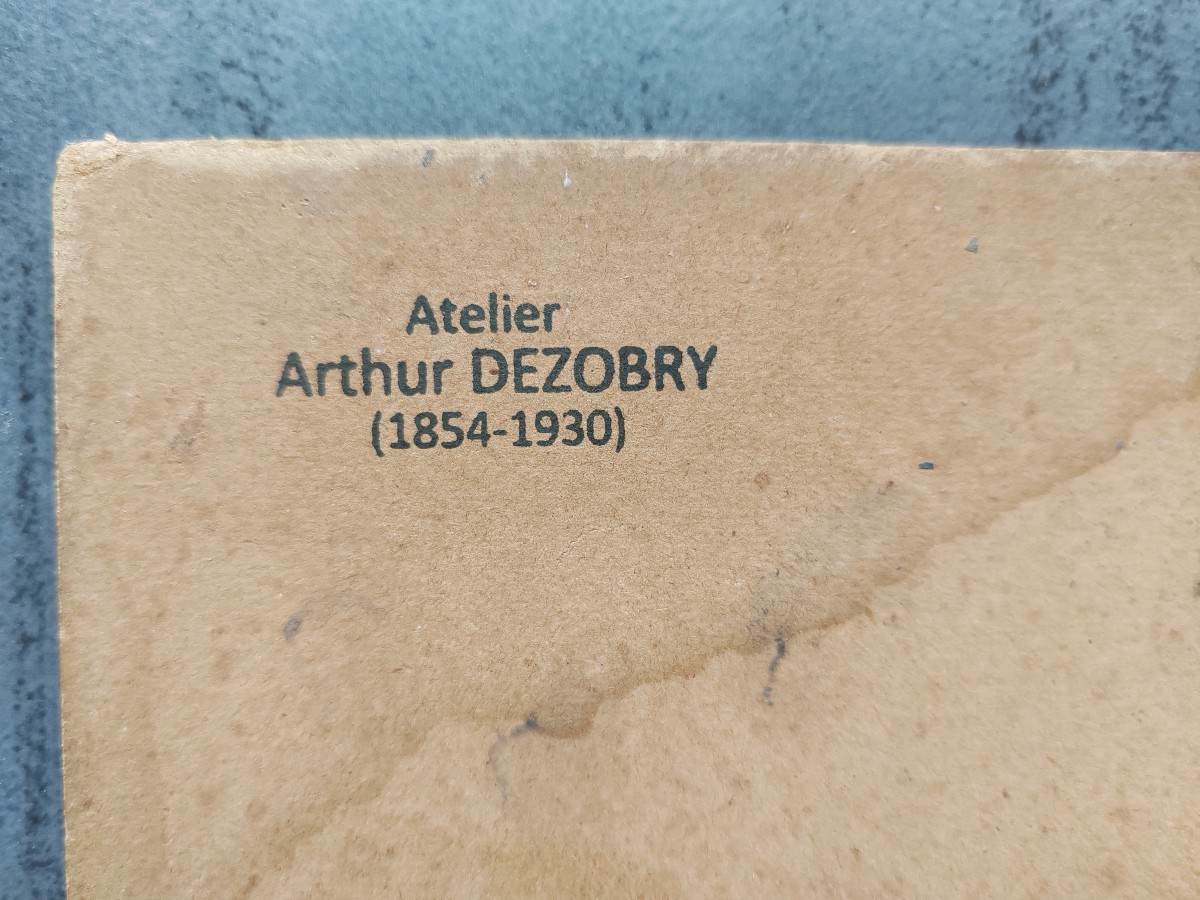 Atelier
Arthur DEZOBRY
(1854-1930)